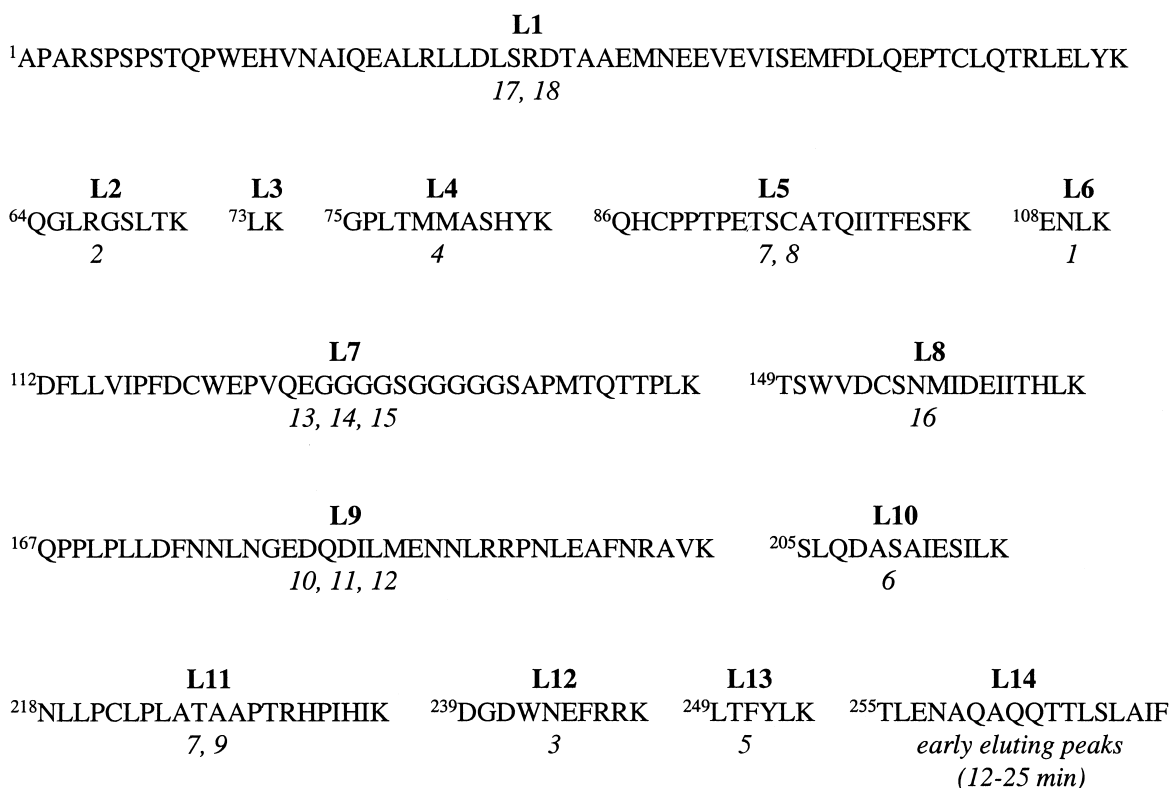 L1
1APARSPSPSTQPWEHVNAIQEALRLLDLSRDTAAEMNEEVEVISEMFDLQEPTCLQTRLELYK
17, 18
L2 L3 L4 L5 L6
64QGLRGSLTK 73LK 75GPLTMMASHYK 86QHCPPTPETSCATQIITFESFK 108ENLK
2 4 7, 8 1
L7 L8
112DFLLVIPFDCWEPVQEGGGGSGGGGGSAPMTQTTPLK 149TSWVDCSNMIDEIITHLK
13, 14, 15 16
L9 L10
167QPPLPLLDFNNLNGEDQDILMENNLRRPNLEAFNRAVK 205SLQDASAIESILK
10, 11, 12 6
L11 L12 L13 L14
218NLLPCLPLATAAPTRHPIHIK 239DGDWNEFRRK 249LTFYLK 255TLENAQAQQTTLSLAIF
7, 9 3 5 early eluting peaks
(12-25 min)